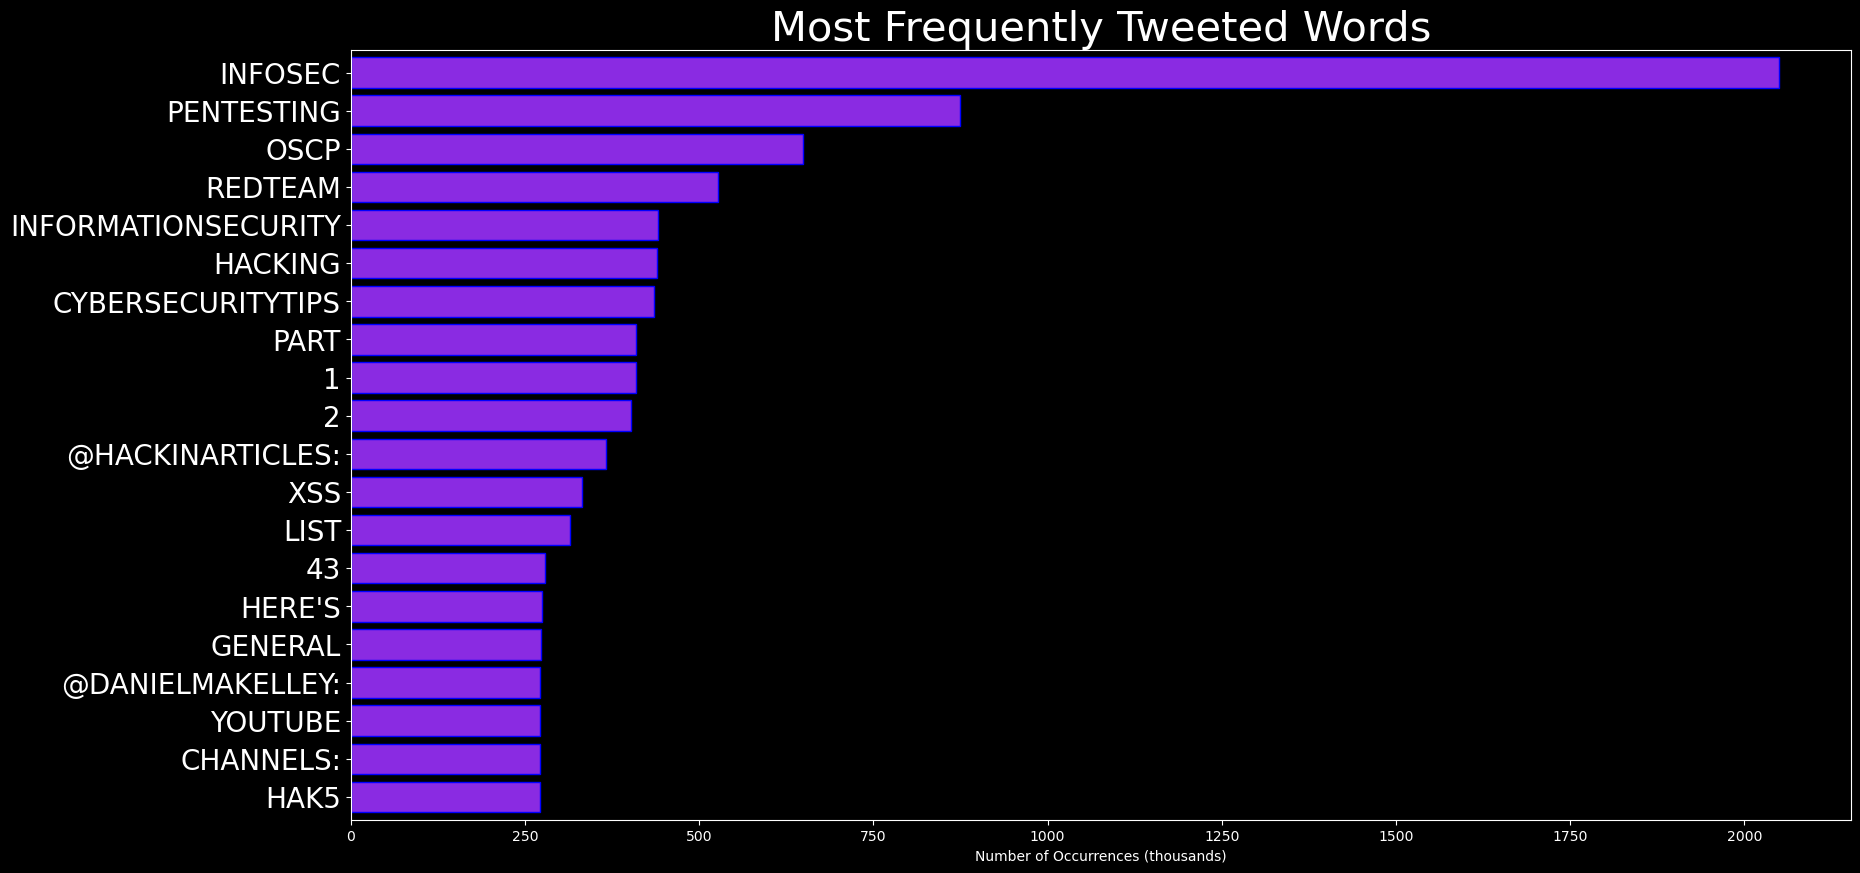 Most Frequently Tweeted Words
INFOSEC
PENTESTING
OSCP
REDTEAM
INFORMATIONSECURITY
HACKING
CYBERSECURITYTIPS
PART
1
2
@HACKINARTICLES:
XSS
LIST
43
HERE'S
GENERAL
@DANIELMAKELLEY:
YOUTUBE
CHANNELS:
HAK5
0 250 500 750 1000 1250 1500 1750 2000
Number of Occurrences (thousands)